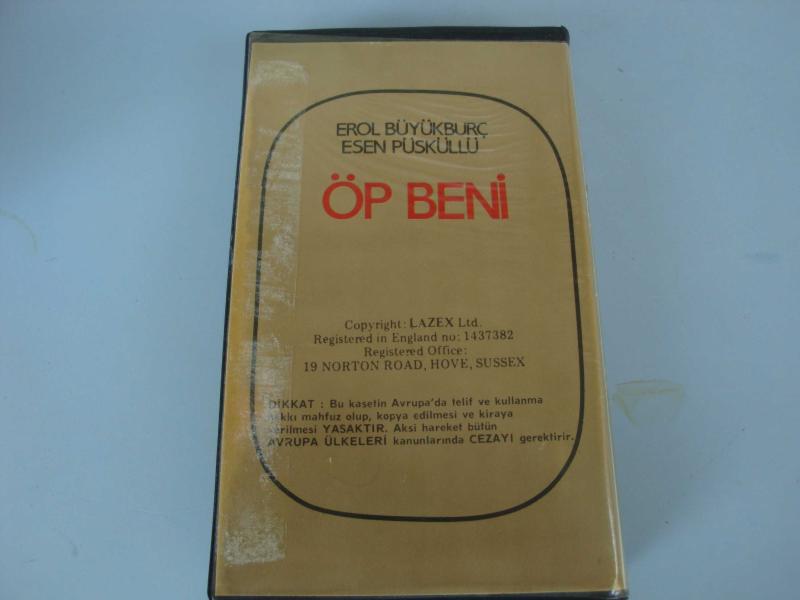 EROL BÜYÜKBURÇ
ESEN PÜSKÜLLÜ
ÖP BENİ
Copyright: LAZEX Ltd.
Registered in England no: 1437382
Registered Office:
19 NORTON ROAD, HOVE, SUSSEX
DİKKAT : Bu kasetin Avrupa'da telif ve kullanma
hakkı mahfuz olup, kopya edilmesi ve kiraya
verilmesi YASAKTIR. Aksi hareket bütün
AVRUPA ÜLKELERİ kanunlarında CEZAYI gerektirir.